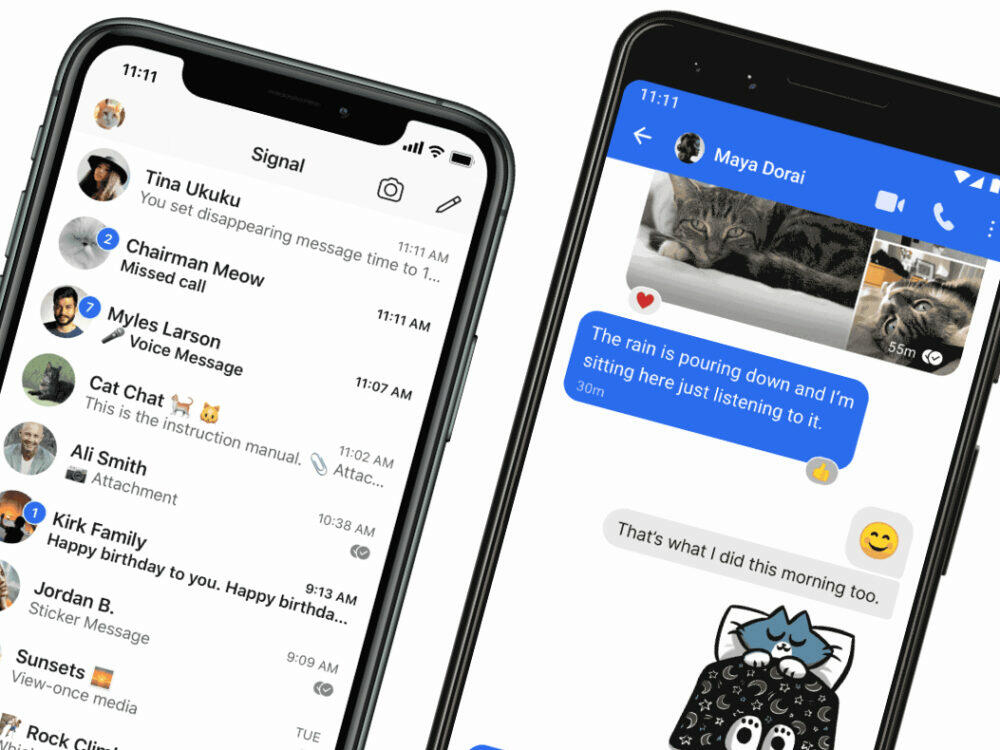 11:11
Signal
Tina Ukuku
You set disappearing message time to 1...
11:11 AM
2
Chairman Meow
Missed call
11:11 AM
7
Myles Larson
🎤 Voice Message
11:07 AM
Cat Chat 🐈 🐱
This is the instruction manual. 📎 Attac...
11:02 AM
Ali Smith
📷 Attachment
10:38 AM
1
Kirk Family
Happy birthday to you. Happy birthda...
9:13 AM
Jordan B.
Sticker Message
9:09 AM
Sunsets 🌅
View-once media
TUE
Rock Climb
11:11
Maya Dorai
55m
The rain is pouring down and I’m
sitting here just listening to it.
30m
👍
😊
That’s what I did this morning too.